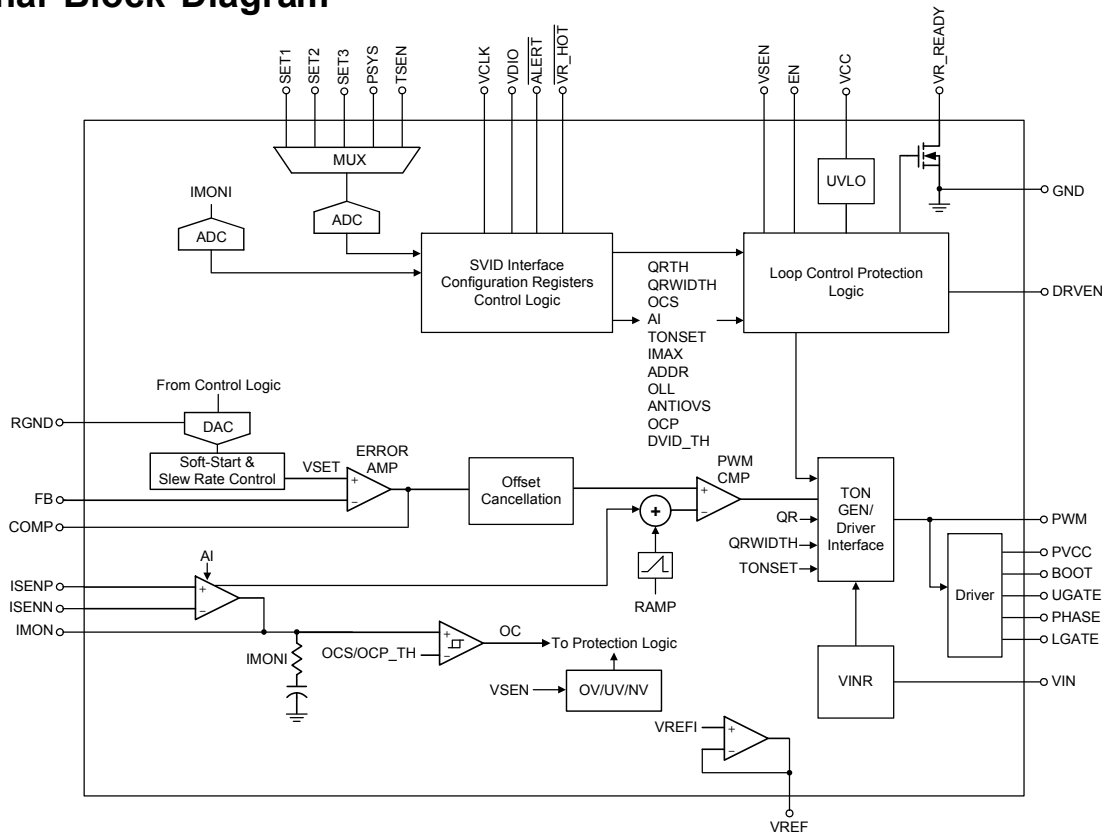 nal Block Diagram
SET1
SET2
SET3
PSYS
TSEN
VCLK
VDIO
ALERT
VR_HOT
VSEN
EN
VCC
VR_READY
MUX
IMONI
ADC
ADC
UVLO
GND
SVID Interface
Configuration Registers
Control Logic
QRTH
QRWIDTH
OCS
AI
TONSET
IMAX
ADDR
OLL
ANTIOVS
OCP
DVID_TH
Loop Control Protection
Logic
DRVEN
From Control Logic
RGND
DAC
Soft-Start &
Slew Rate Control
VSET
ERROR
AMP
+
−
Offset
Cancellation
PWM
CMP
+
−
+
RAMP
FB
COMP
TON
GEN/
Driver
Interface
QR
QRWIDTH
TONSET
PWM
Driver
PVCC
BOOT
UGATE
PHASE
LGATE
AI
ISENP
ISENN
+
−
IMON
IMONI
OCS/OCP_TH
+
−
OC
To Protection Logic
VSEN
OV/UV/NV
VINR
VIN
VREFI
+
−
VREF